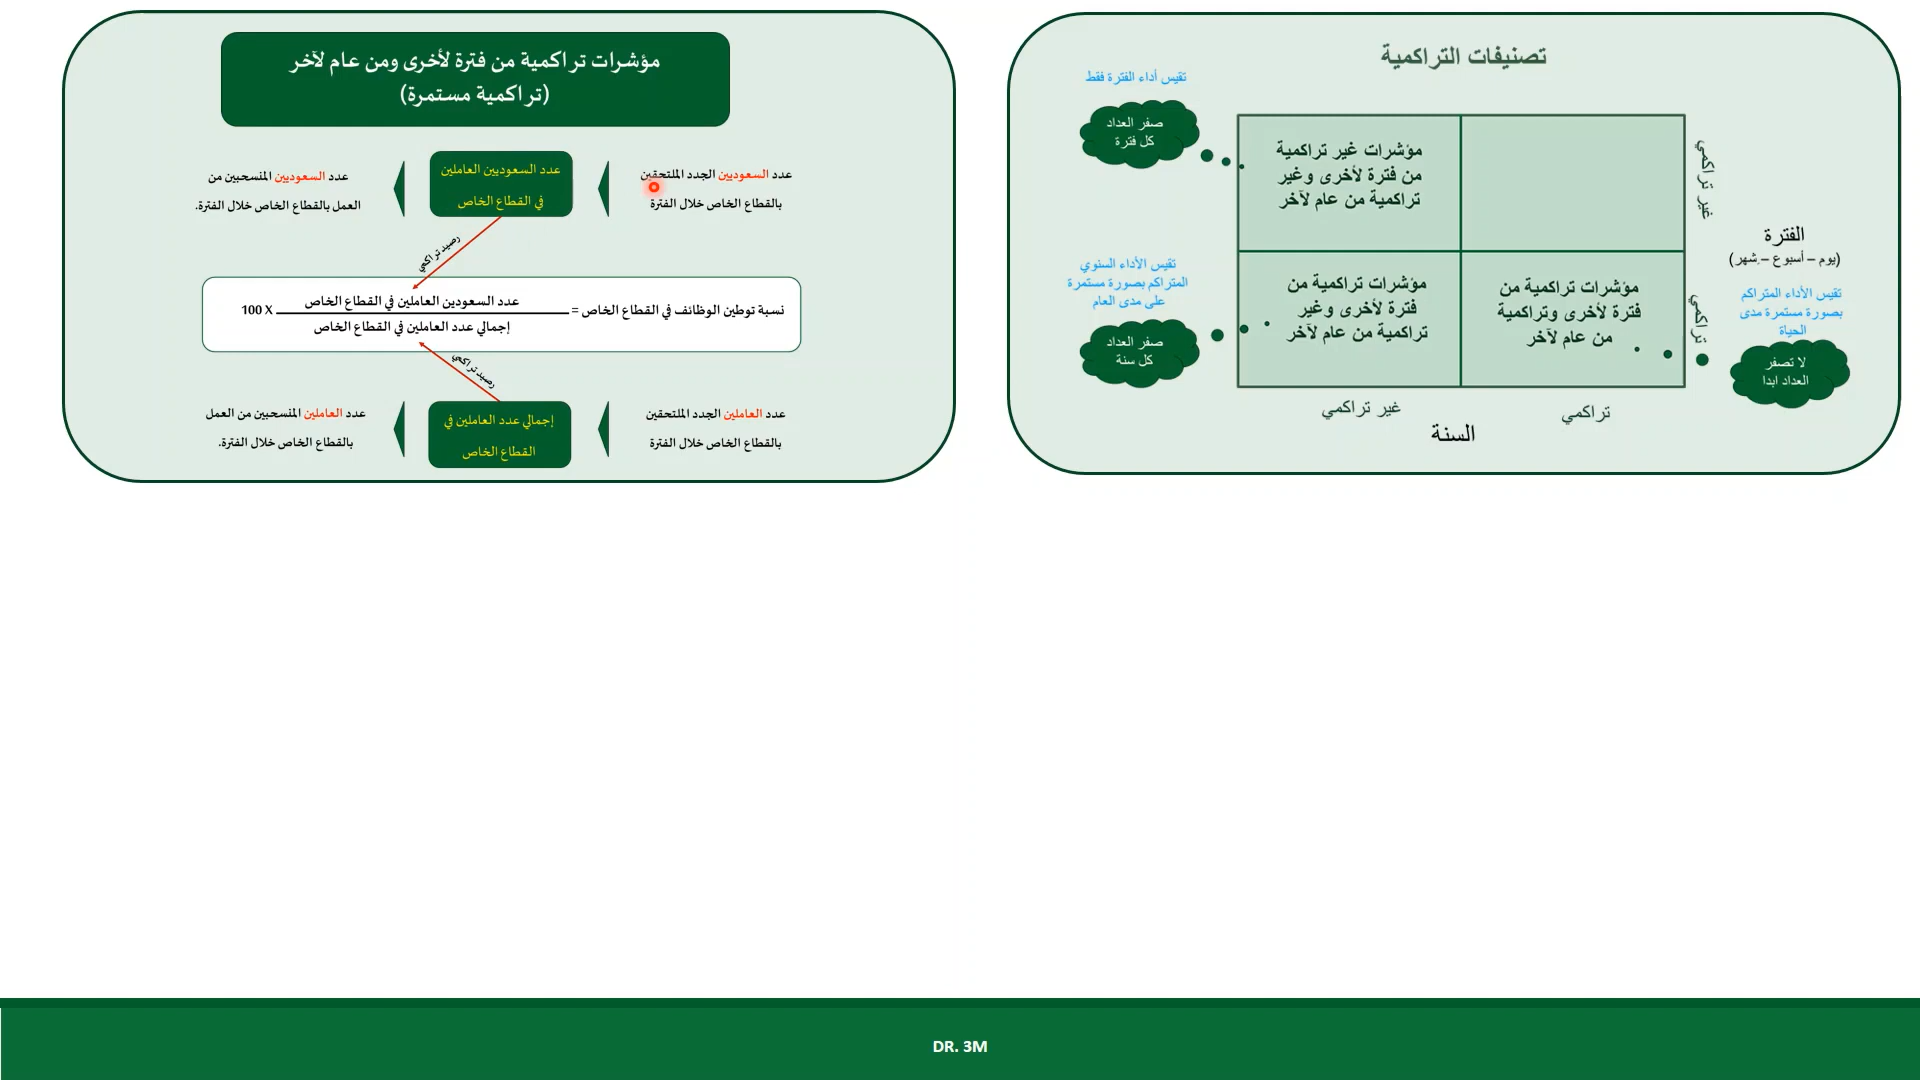 تصنيفات التراكمية
تقيس أداء الفترة فقط
صفر العداد
كل فترة
مؤشرات غير تراكمية
من فترة لأخرى وغير
تراكمية من عام لآخر
غير تراكمي
الفترة
(يوم – أسبوع – شهر)
تقيس الأداء السنوي
المتراكم بصورة مستمرة
على مدى العام
صفر العداد
كل سنة
مؤشرات تراكمية من
فترة لأخرى وغير
تراكمية من عام لآخر
مؤشرات تراكمية من
فترة لأخرى وتراكمية
من عام لآخر
تراكمي
تقيس الأداء المتراكم
بصورة مستمرة مدى
الحياة
لا تصفر
العداد ابدا
تراكمي
غير تراكمي
السنة
مؤشرات تراكمية من فترة لأخرى ومن عام لآخر
(تراكمية مستمرة)
عدد السعوديين الجدد الملتحقين
بالقطاع الخاص خلال الفترة
عدد السعوديين العاملين
في القطاع الخاص
عدد السعوديين المنسحبين من
العمل بالقطاع الخاص خلال الفترة.
رصيد تراكمي
نسبة توطين الوظائف في القطاع الخاص =
عدد السعودين العاملين في القطاع الخاص
إجمالي عدد العاملين في القطاع الخاص
100 X
رصيد تراكمي
عدد العاملين الجدد الملتحقين
بالقطاع الخاص خلال الفترة
إجمالي عدد العاملين في
القطاع الخاص
عدد العاملين المنسحبين من العمل
بالقطاع الخاص خلال الفترة.
DR. 3M